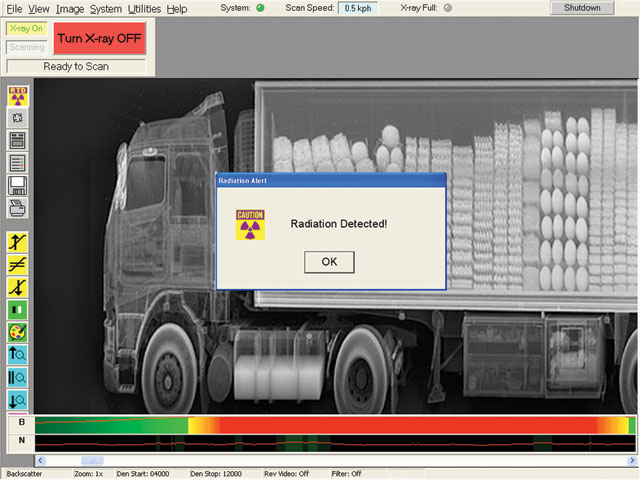 File View Image System Utilities Help System: Scan Speed: 0.5 kph X-ray Full: Shutdown
X-ray On
Scanning
Turn X-ray OFF
Ready to Scan
RTD
Radiation Alert
CAUTION
Radiation Detected!
OK
B
N
Backscatter Zoom: 1x Den Start: 04000 Den Stop: 12000 Rev Video: Off Filter: Off